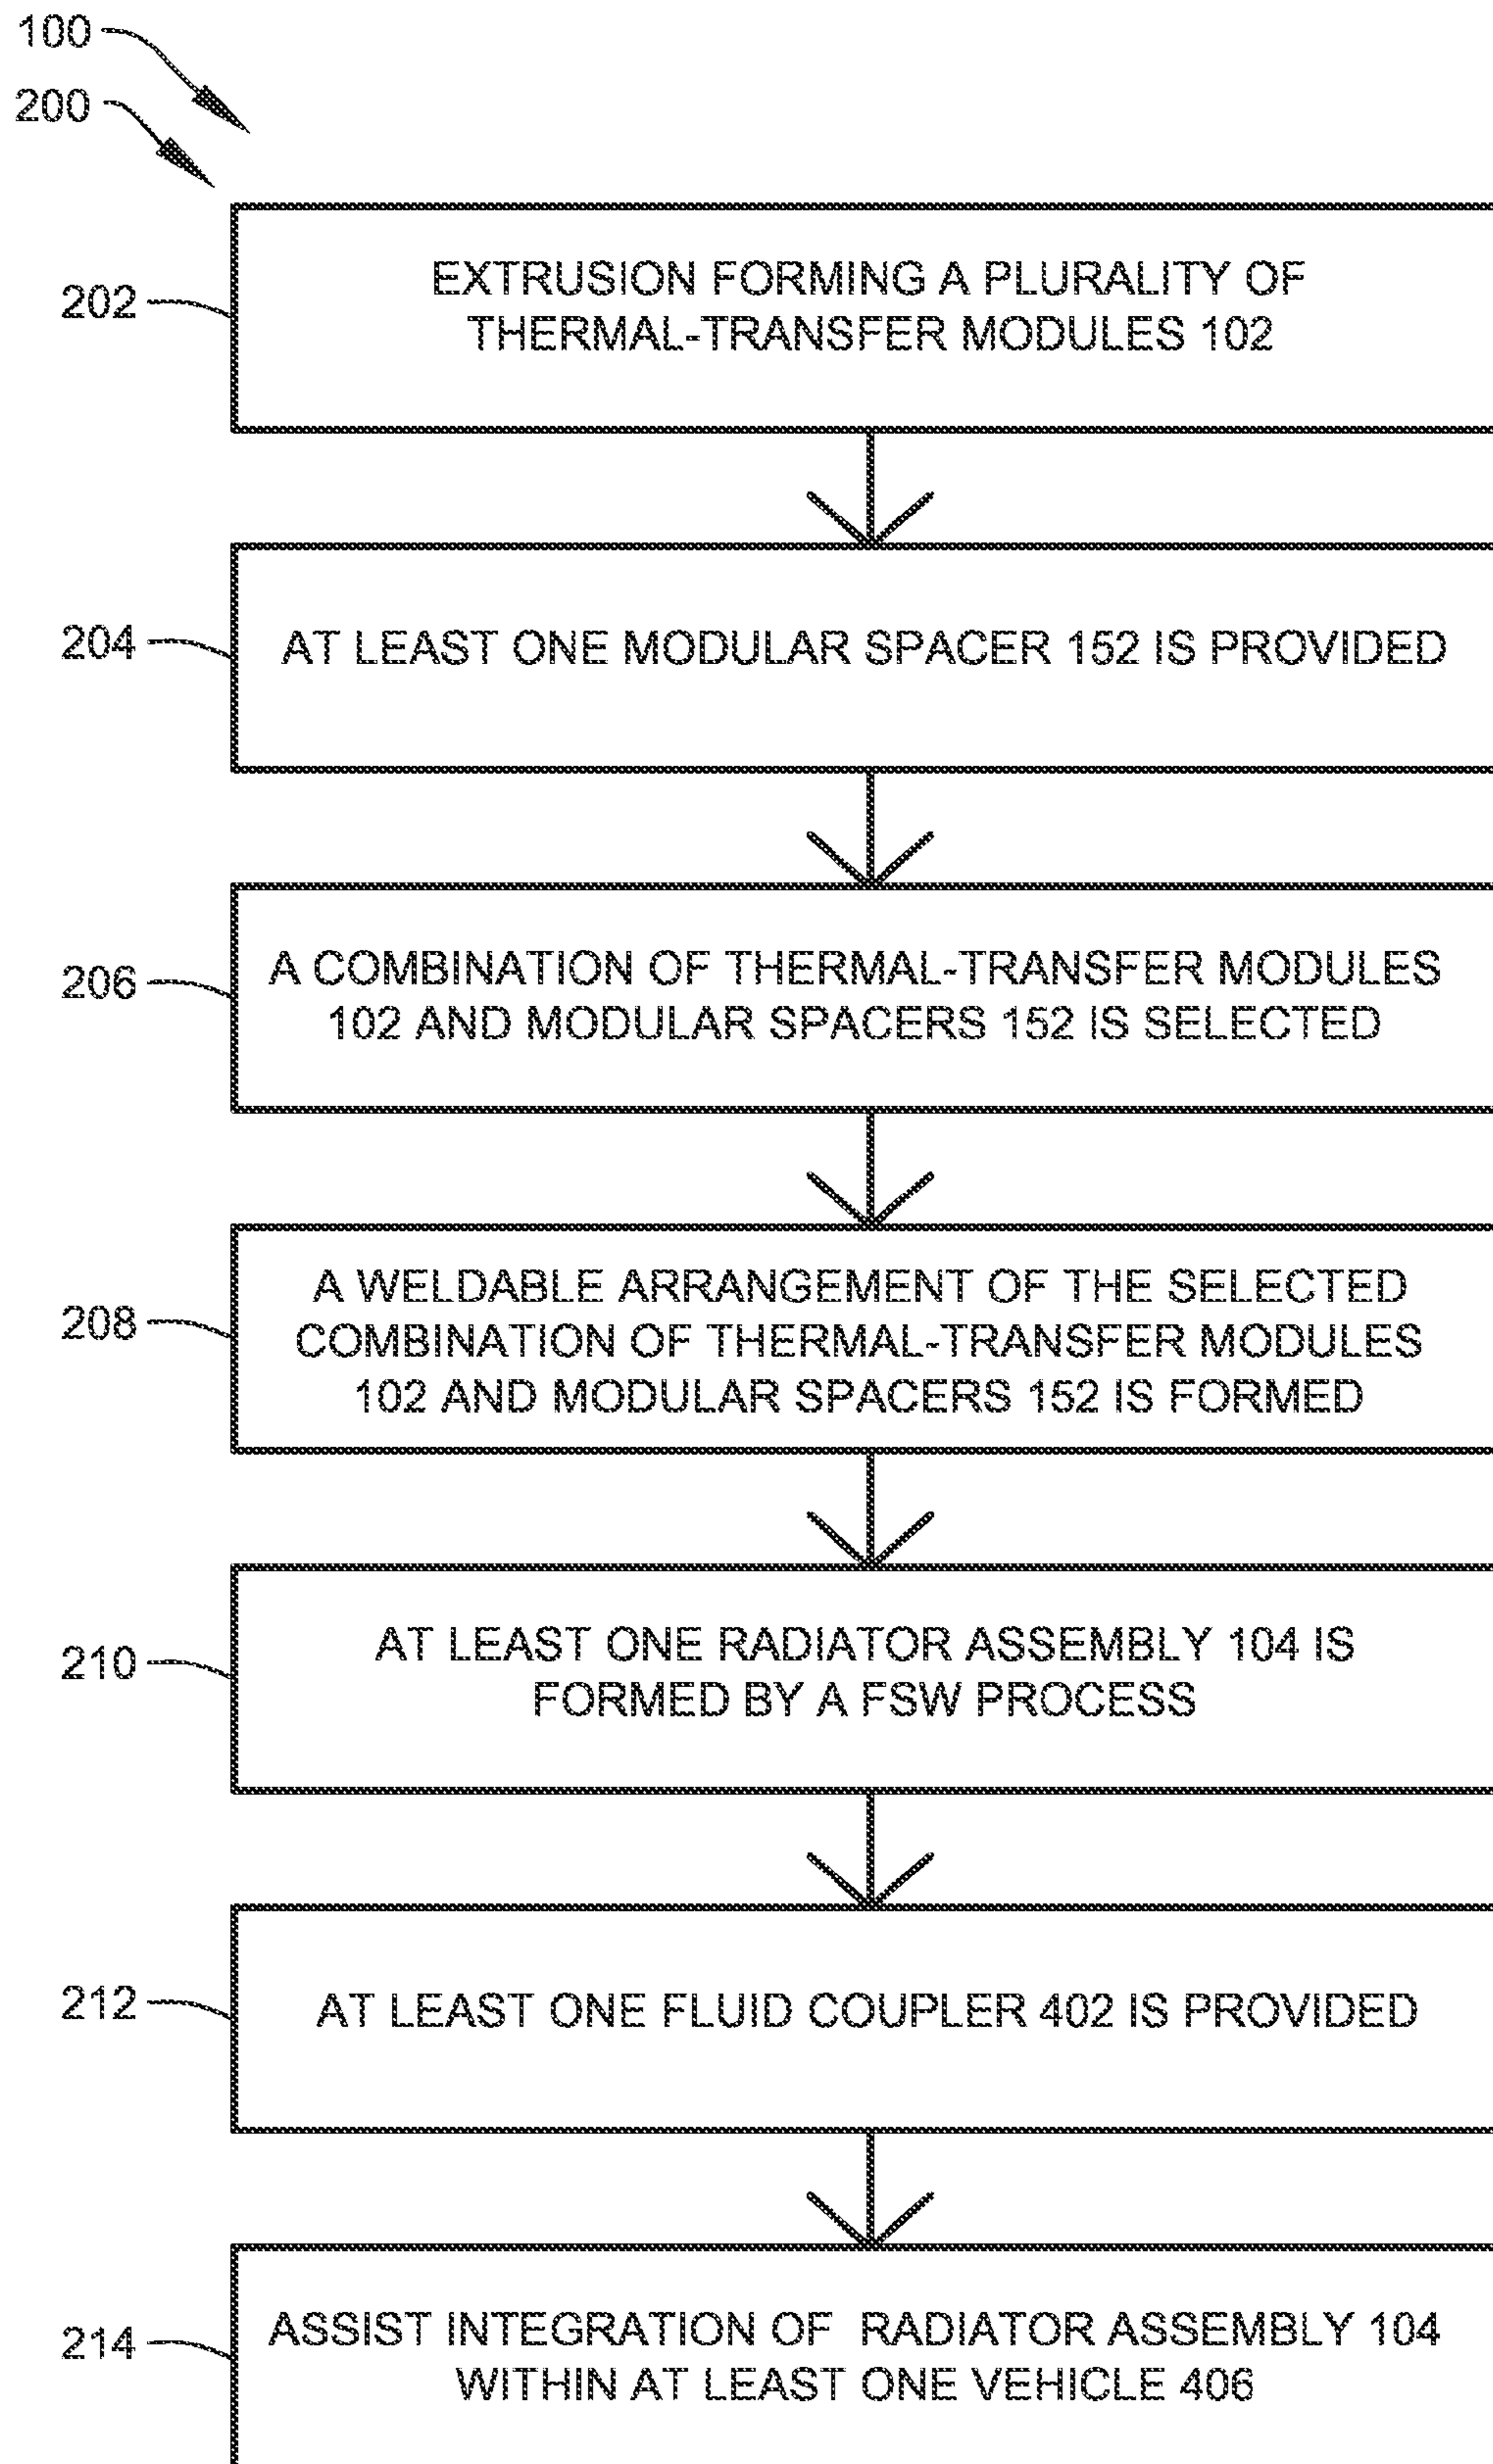 100
200
202
EXTRUSION FORMING A PLURALITY OF
THERMAL-TRANSFER MODULES 102
204
AT LEAST ONE MODULAR SPACER 152 IS PROVIDED
206
A COMBINATION OF THERMAL-TRANSFER MODULES
102 AND MODULAR SPACERS 152 IS SELECTED
208
A WELDABLE ARRANGEMENT OF THE SELECTED
COMBINATION OF THERMAL-TRANSFER MODULES
102 AND MODULAR SPACERS 152 IS FORMED
210
AT LEAST ONE RADIATOR ASSEMBLY 104 IS
FORMED BY A FSW PROCESS
212
AT LEAST ONE FLUID COUPLER 402 IS PROVIDED
214
ASSIST INTEGRATION OF RADIATOR ASSEMBLY 104
WITHIN AT LEAST ONE VEHICLE 406